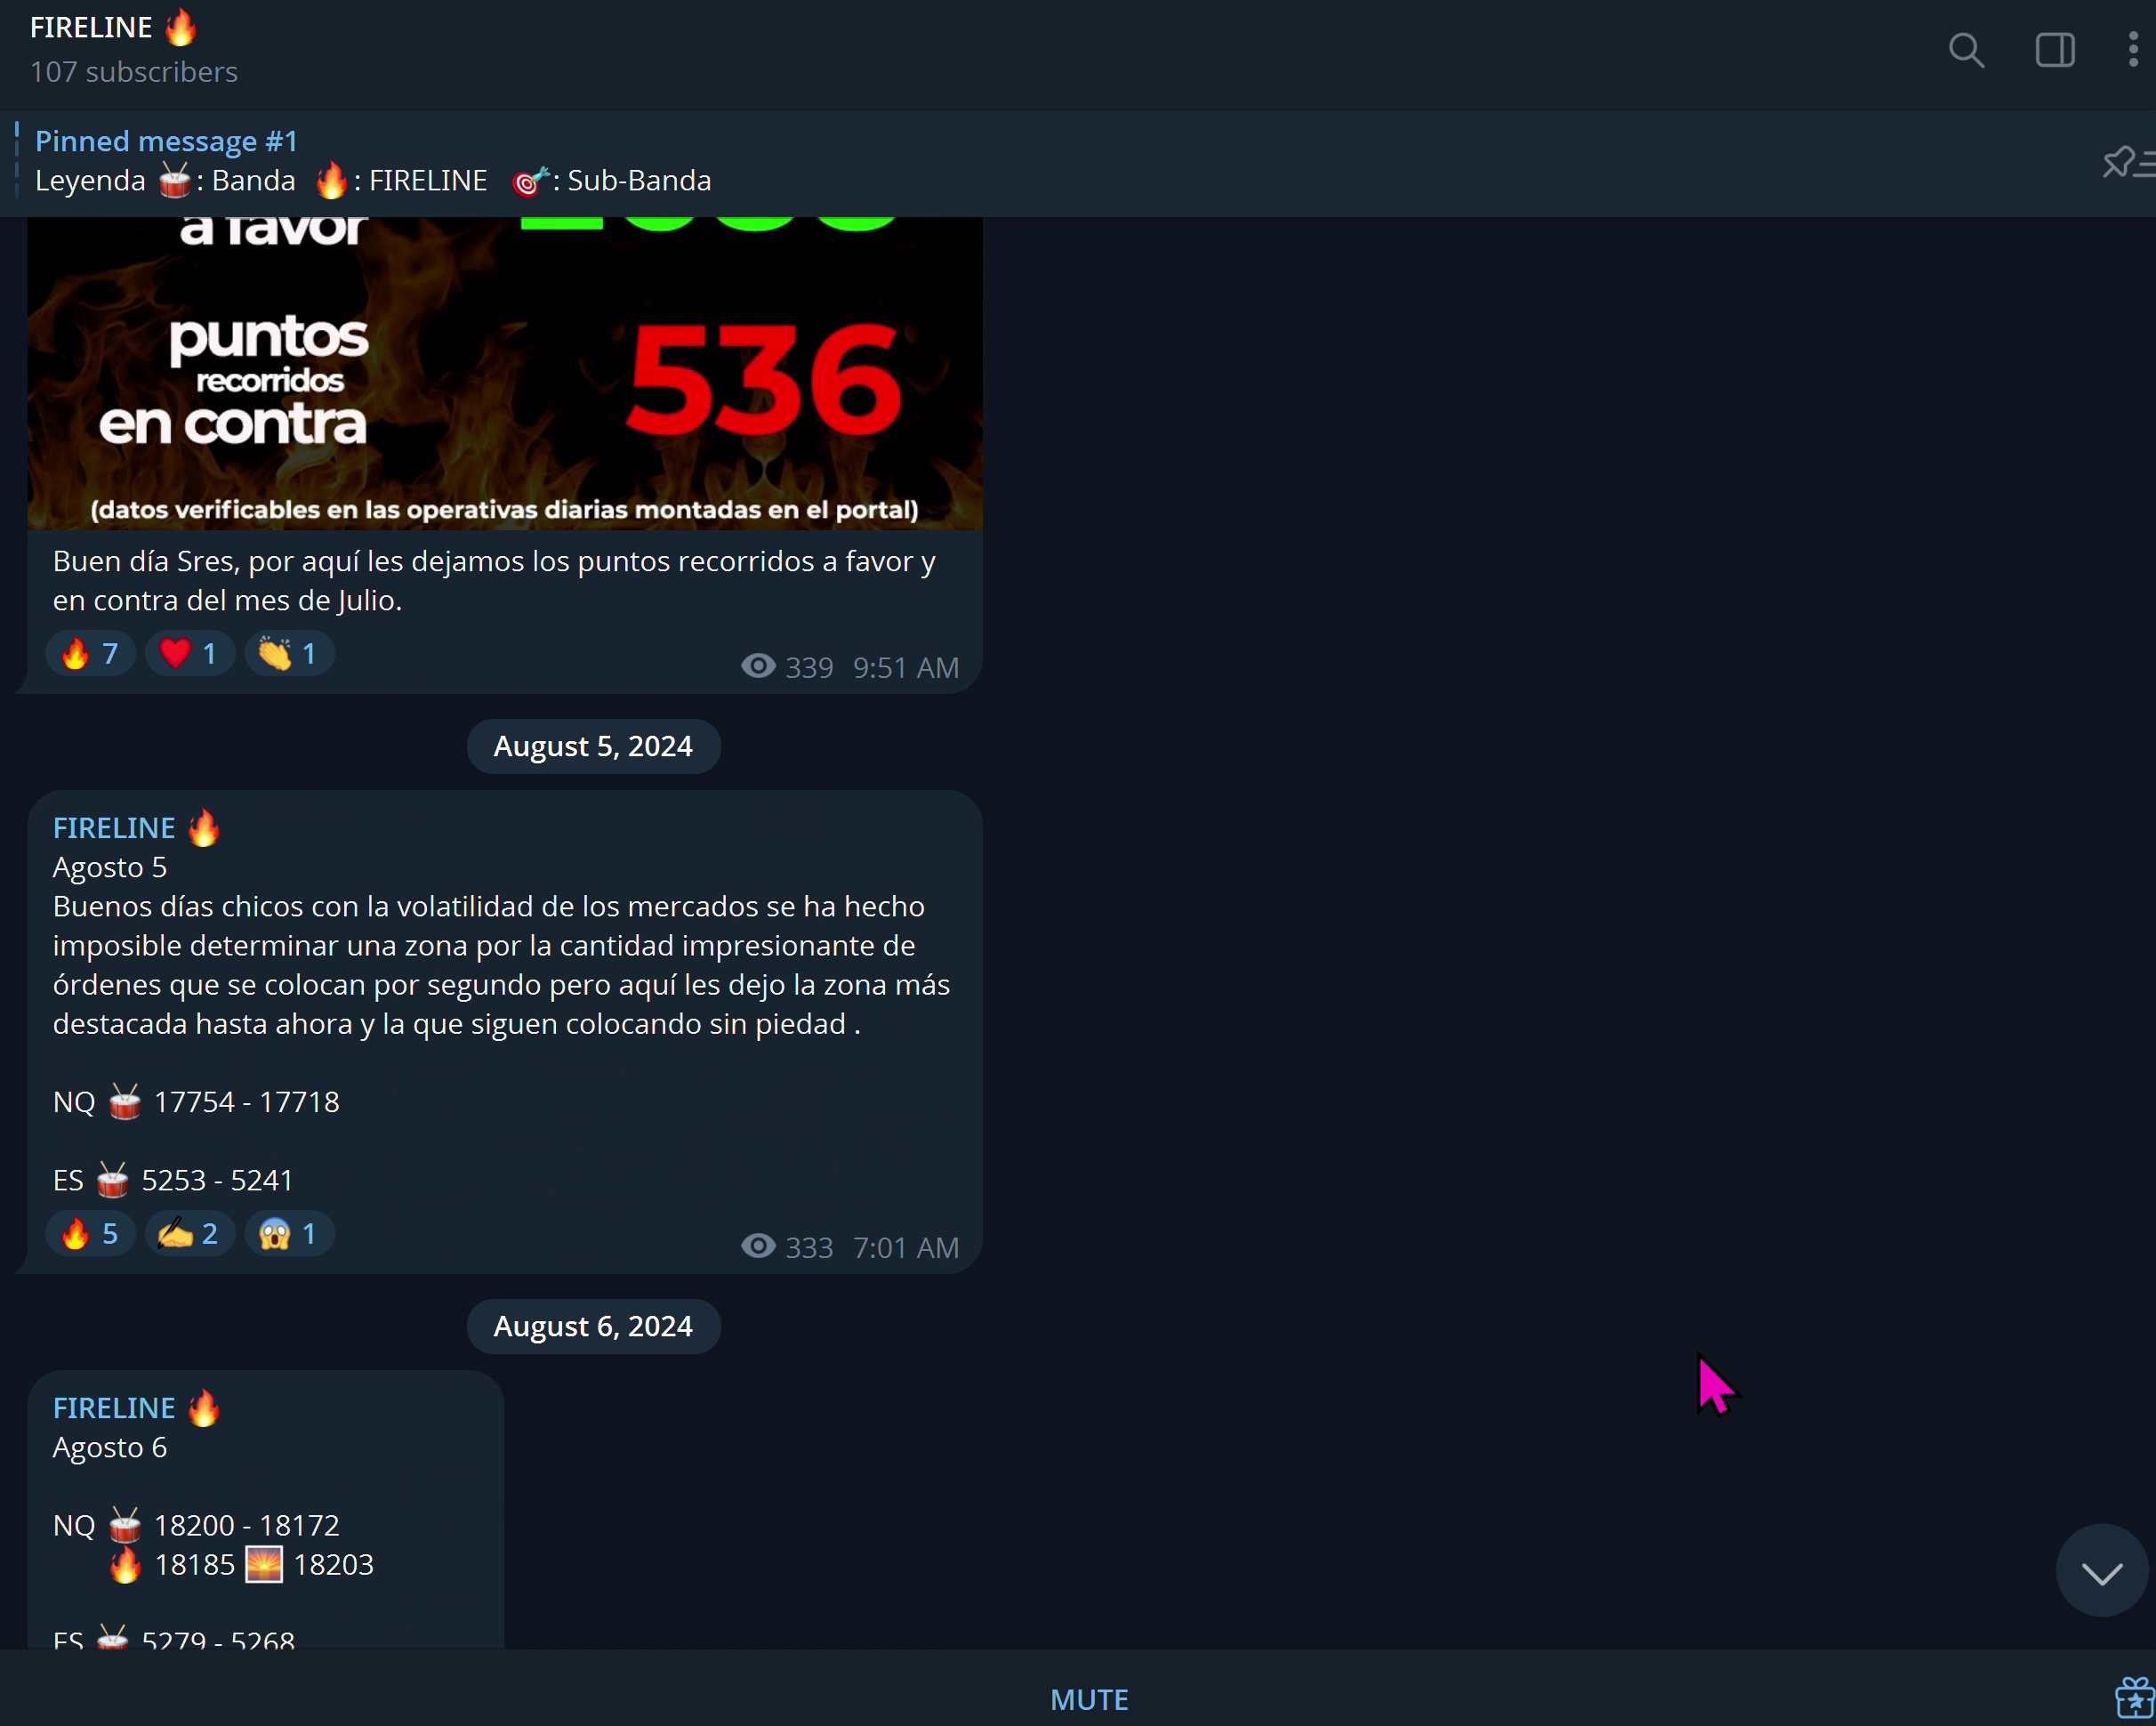 FIRELINE 🔥
107 subscribers
Pinned message #1
Leyenda 🥁: Banda 🔥: FIRELINE 🎯: Sub-Banda
a favor
puntos
recorridos
en contra
536
(datos verificables en las operativas diarias montadas en el portal)
Buen día Sres, por aquí les dejamos los puntos recorridos a favor y
en contra del mes de Julio.
🔥 7 ❤️ 1 👏 1
339 9:51 AM
August 5, 2024
FIRELINE 🔥
Agosto 5
Buenos días chicos con la volatilidad de los mercados se ha hecho
imposible determinar una zona por la cantidad impresionante de
órdenes que se colocan por segundo pero aquí les dejo la zona más
destacada hasta ahora y la que siguen colocando sin piedad .
NQ 🥁 17754 - 17718
ES 🥁 5253 - 5241
🔥 5 ✍️ 2 😱 1
333 7:01 AM
August 6, 2024
FIRELINE 🔥
Agosto 6
NQ 🥁 18200 - 18172
🔥 18185 🌅 18203
ES 🥁 5279 - 5268
MUTE